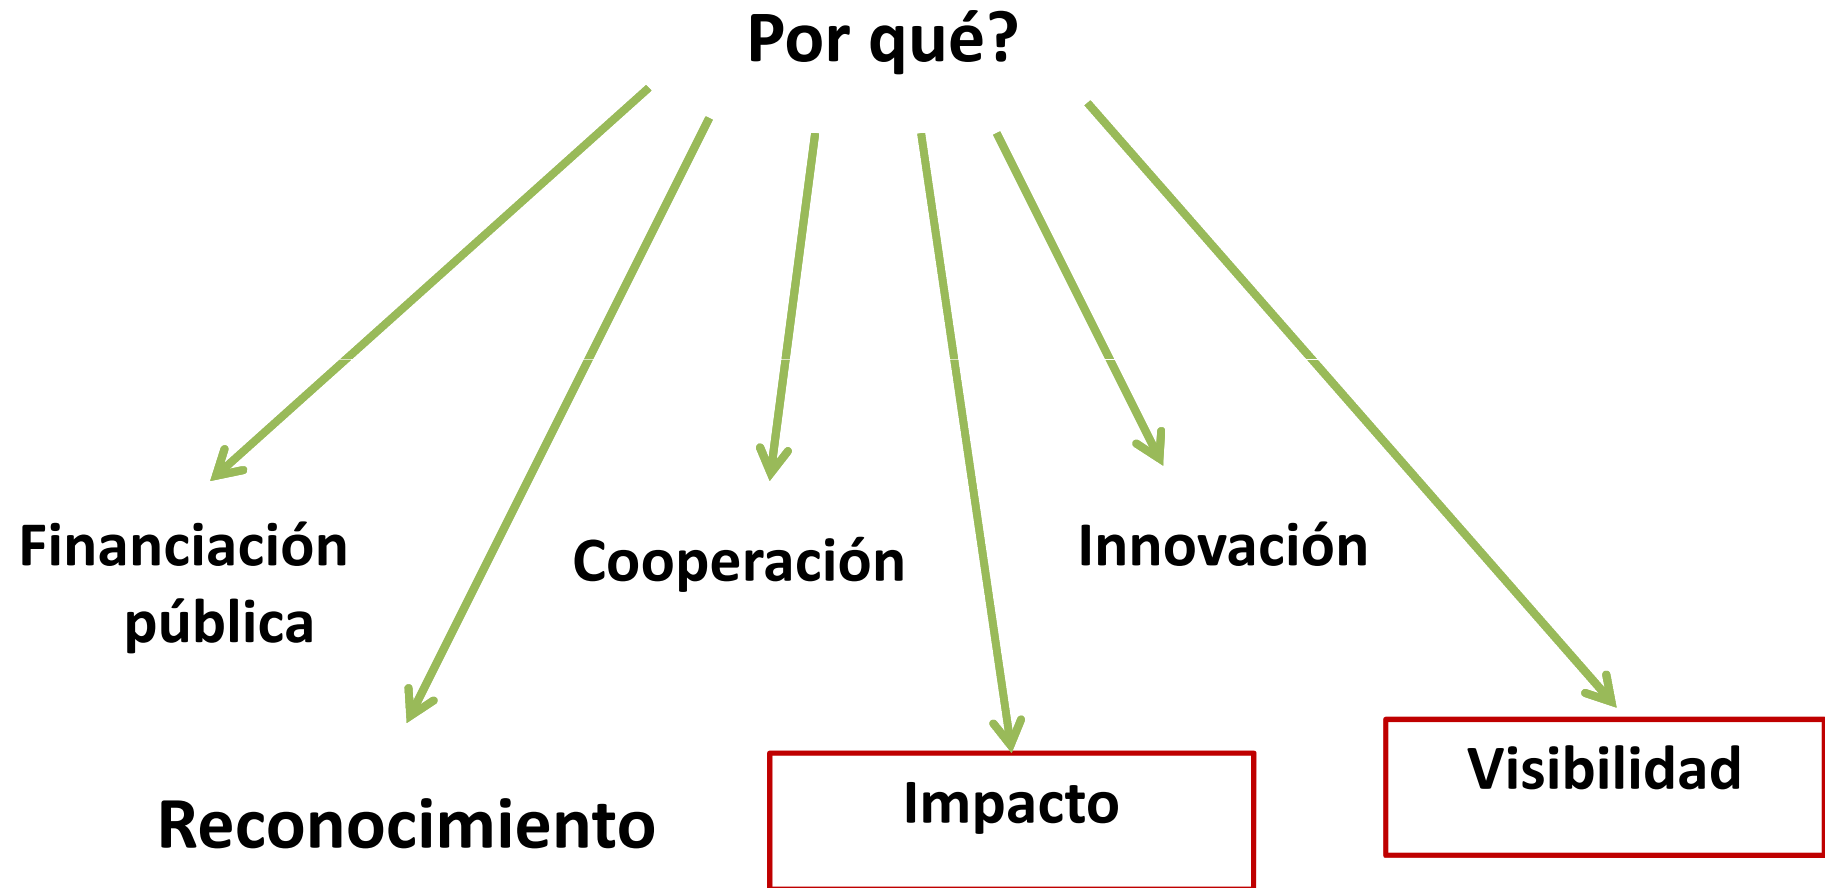 Por qué?
Financiación
pública
Cooperación
Innovación
Reconocimiento
Impacto
Visibilidad